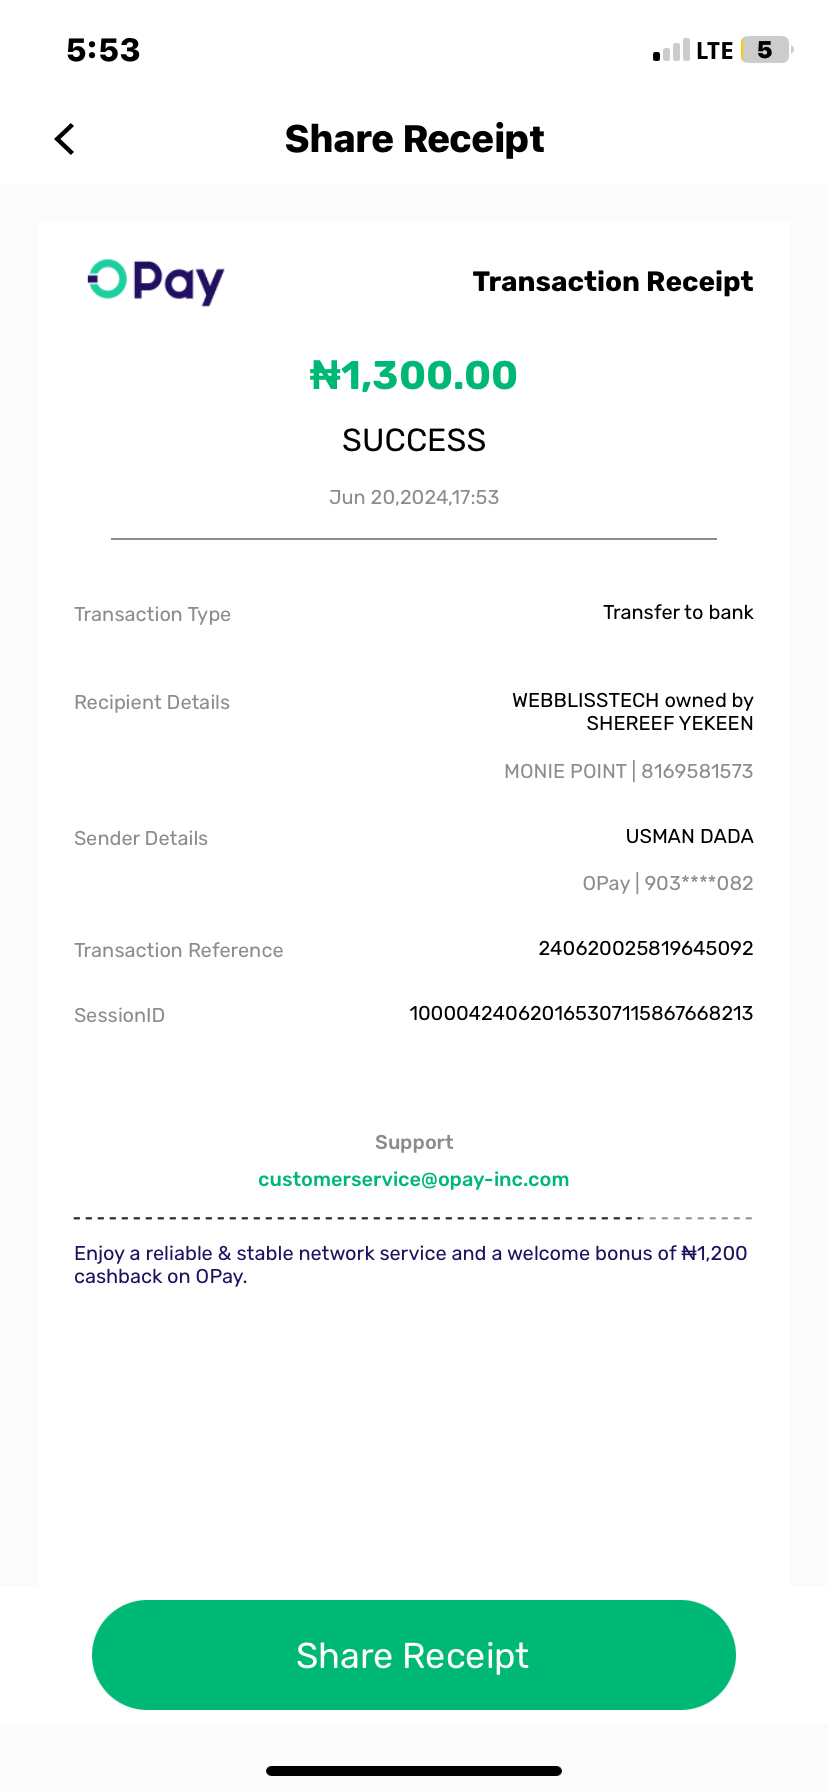 5:53
LTE 5
Share Receipt
OPay
Transaction Receipt
₦1,300.00
SUCCESS
Jun 20,2024,17:53
Transaction Type
Transfer to bank
Recipient Details
WEBBLISSTECH owned by
SHEREEF YEKEEN
MONIE POINT | 8169581573
Sender Details
USMAN DADA
OPay | 903****082
Transaction Reference
240620025819645092
SessionID
100004240620165307115867668213
Support
customerservice@opay-inc.com
Enjoy a reliable & stable network service and a welcome bonus of ₦1,200
cashback on OPay.
Share Receipt